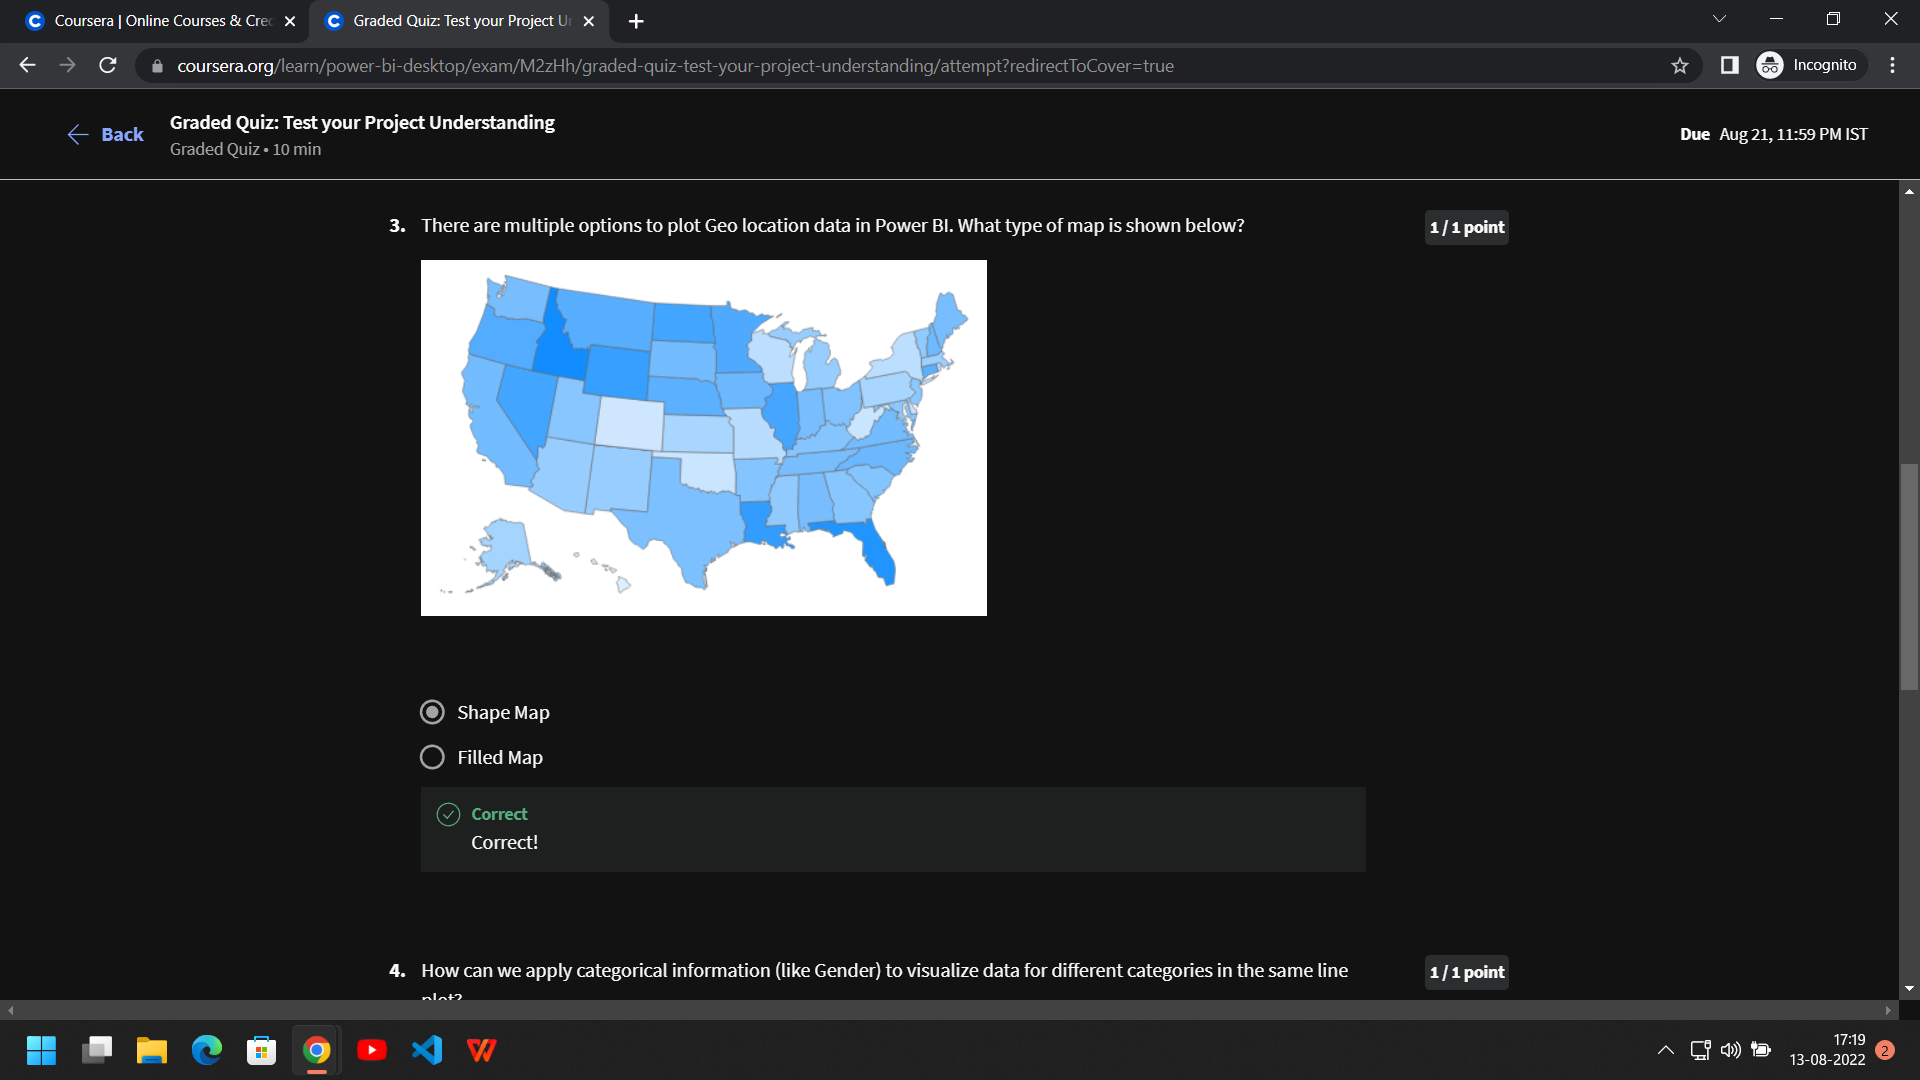 Coursera | Online Courses & Cre
Graded Quiz: Test your Project U
coursera.org/learn/power-bi-desktop/exam/M2zHh/graded-quiz-test-your-project-understanding/attempt?redirectToCover=true
Incognito
Back
Graded Quiz: Test your Project Understanding
Graded Quiz • 10 min
Due Aug 21, 11:59 PM IST
3. There are multiple options to plot Geo location data in Power BI. What type of map is shown below?
1 / 1 point
Shape Map
Filled Map
Correct
Correct!
4. How can we apply categorical information (like Gender) to visualize data for different categories in the same line
plot?
1 / 1 point
17:19
13-08-2022
2